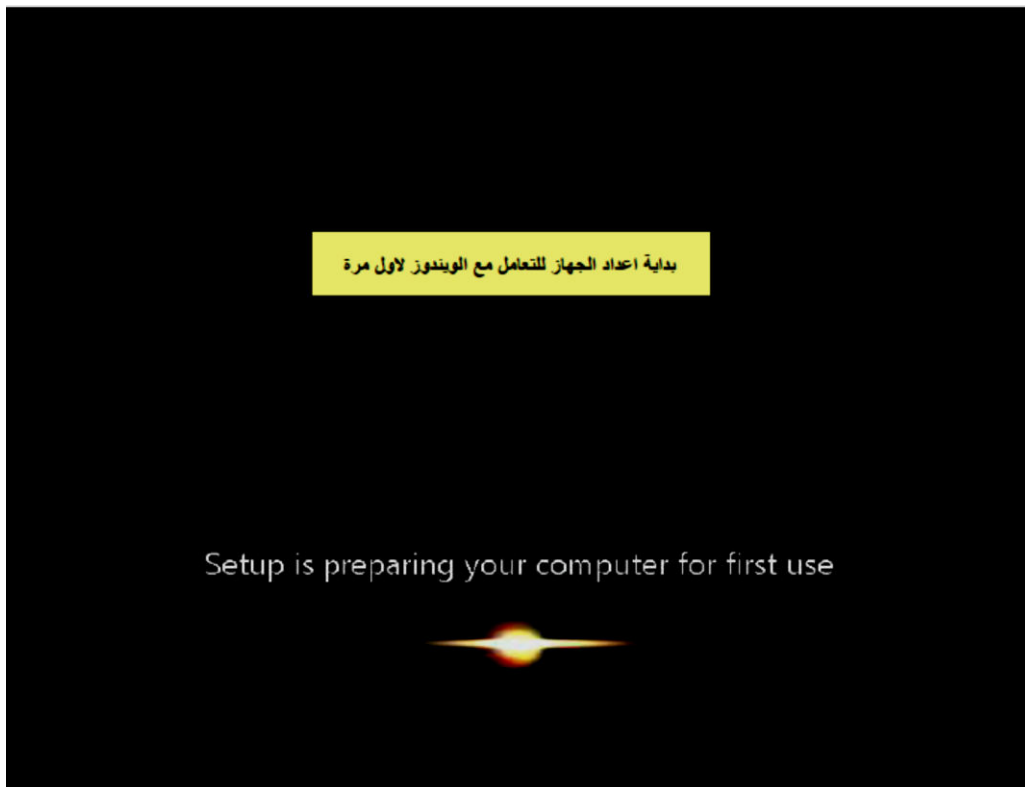 بداية اعداد الجهاز للتعامل مع الويندوز لاول مرة
Setup is preparing your computer for first use